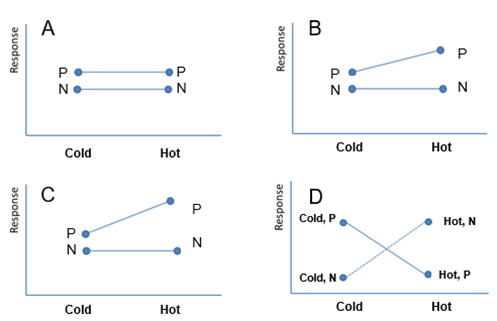 A
Response
P P
N N
Cold Hot
B
Response
P P
N N
Cold Hot
C
Response
P P
N N
Cold Hot
D
Response
Cold, P Hot, N
Cold, N Hot, P
Cold Hot